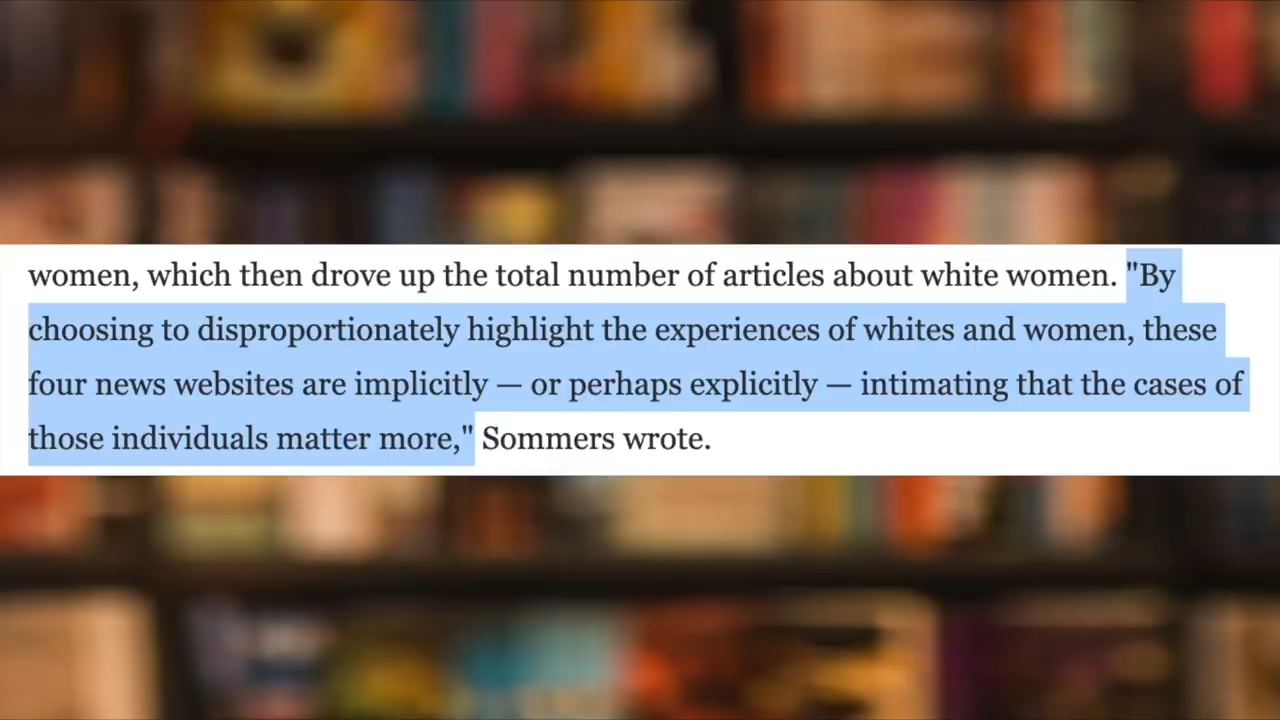 women, which then drove up the total number of articles about white women. "By
choosing to disproportionately highlight the experiences of whites and women, these
four news websites are implicitly — or perhaps explicitly — intimating that the cases of
those individuals matter more," Sommers wrote.